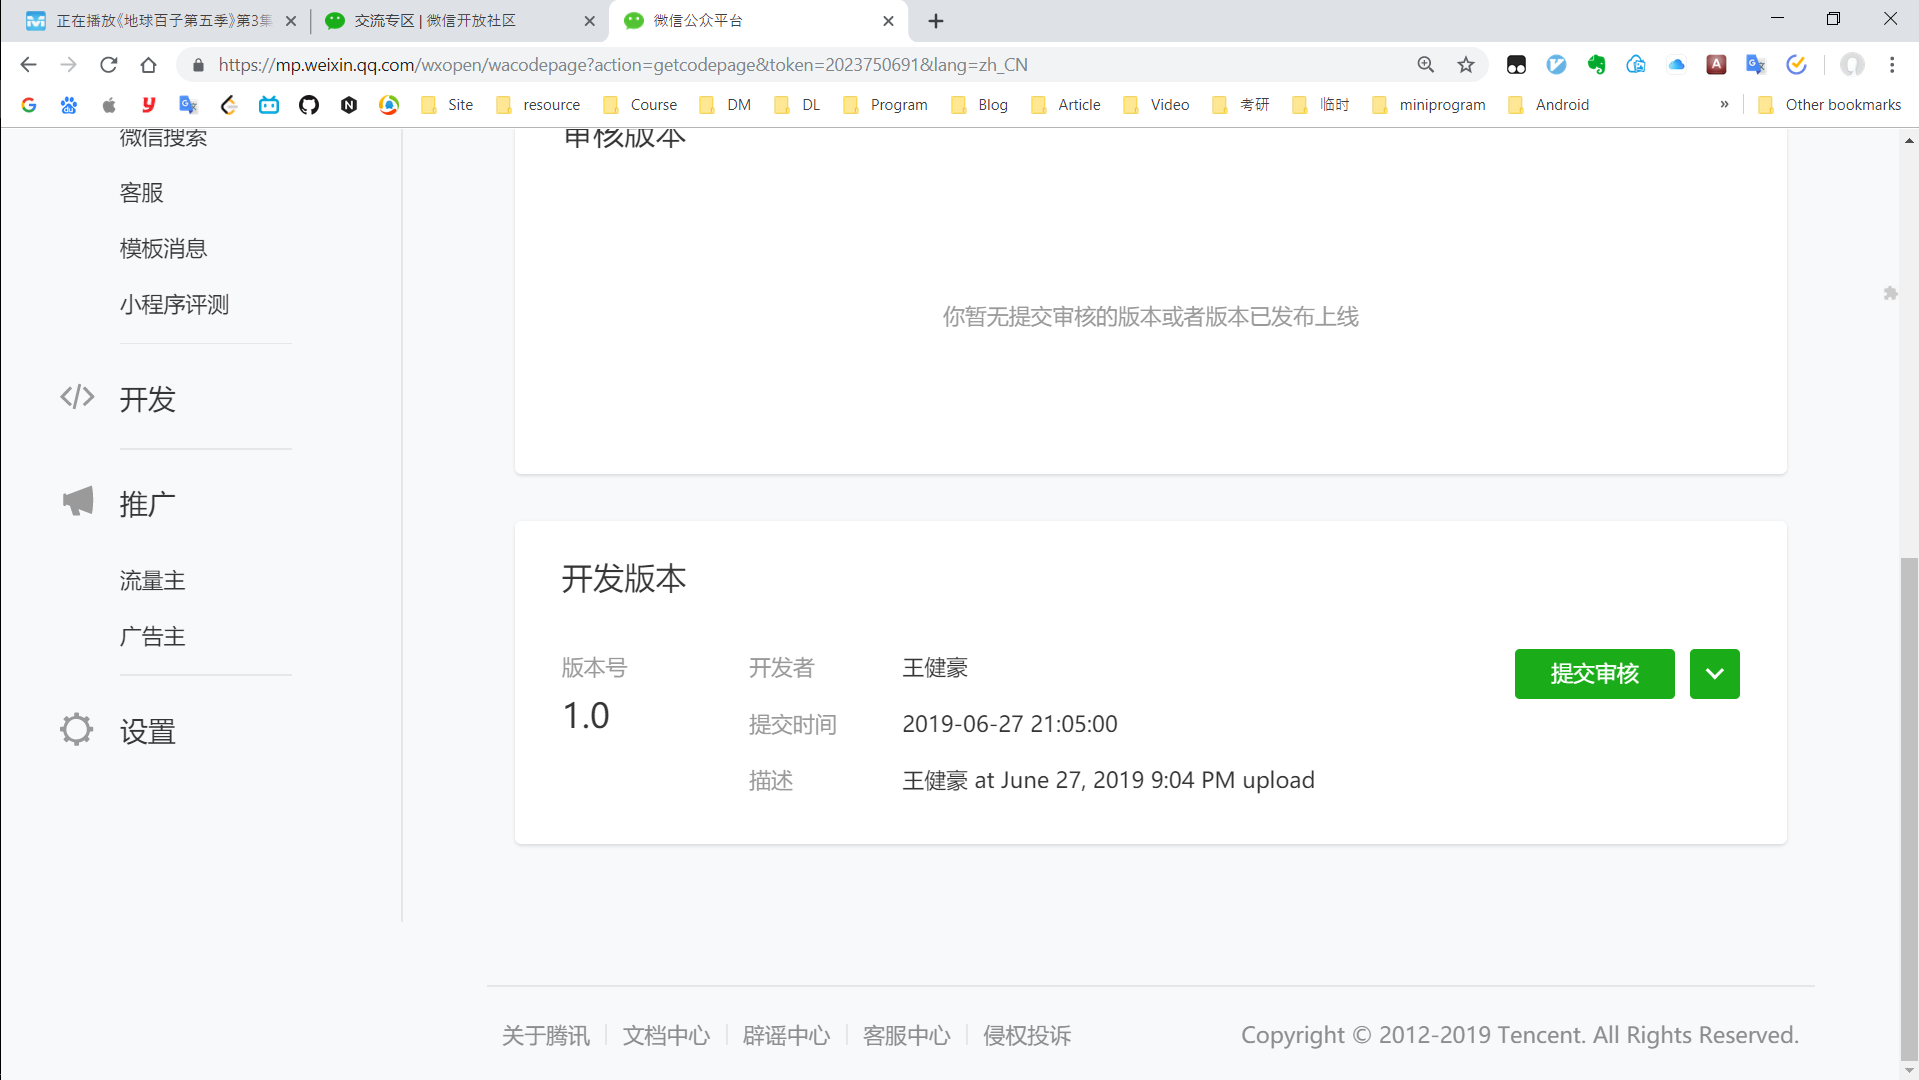 正在播放《地球百子第五季》第3集
交流专区 | 微信开放社区
微信公众平台
https://mp.weixin.qq.com/wxopen/wacodepage?action=getcodepage&token=2023750691&lang=zh_CN
Site
resource
Course
DM
DL
Program
Blog
Article
Video
考研
临时
miniprogram
Android
»
Other bookmarks
微信搜索
客服
模板消息
小程序评测
开发
推广
流量主
广告主
设置
审核版本
你暂无提交审核的版本或者版本已发布上线
开发版本
版本号
1.0
开发者 王健豪
提交时间 2019-06-27 21:05:00
描述 王健豪 at June 27, 2019 9:04 PM upload
提交审核
关于腾讯 文档中心 辟谣中心 客服中心 侵权投诉
Copyright © 2012-2019 Tencent. All Rights Reserved.